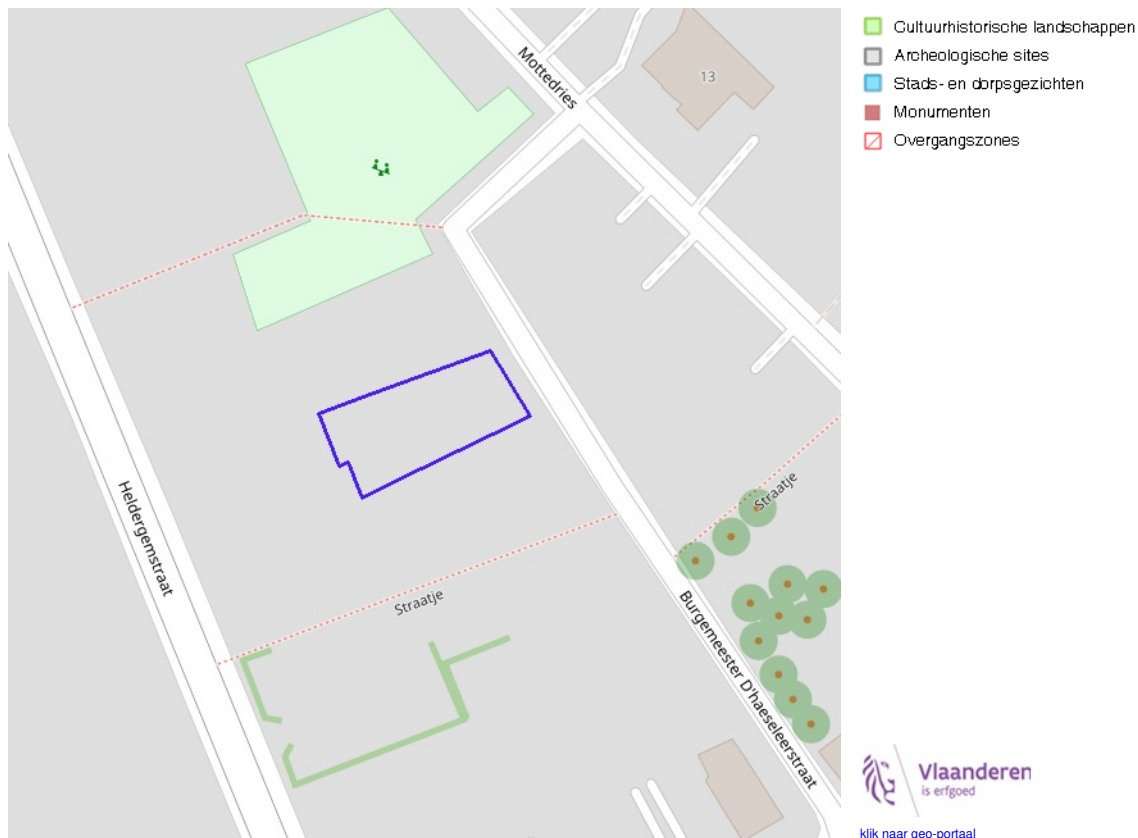 Mottedries
13
Heldergemstraat
Straatje
Straatje
Burgemeester D'haeseleerstraat
Cultuurhistorische landschappen
Archeologische sites
Stads- en dorpsgezichten
Monumenten
Overgangszones
Vlaanderen
is erfgoed
klik naar geo-portaal